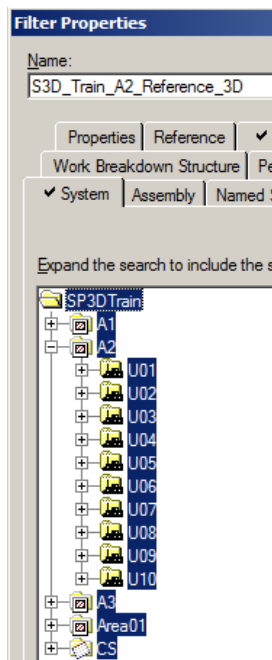 Filter Properties
Name:
S3D_Train_A2_Reference_3D
Properties Reference
Work Breakdown Structure
System Assembly Named
Expand the search to include the
SP3DTrain
A1
A2
U01
U02
U03
U04
U05
U06
U07
U08
U09
U10
A3
Area01
CS